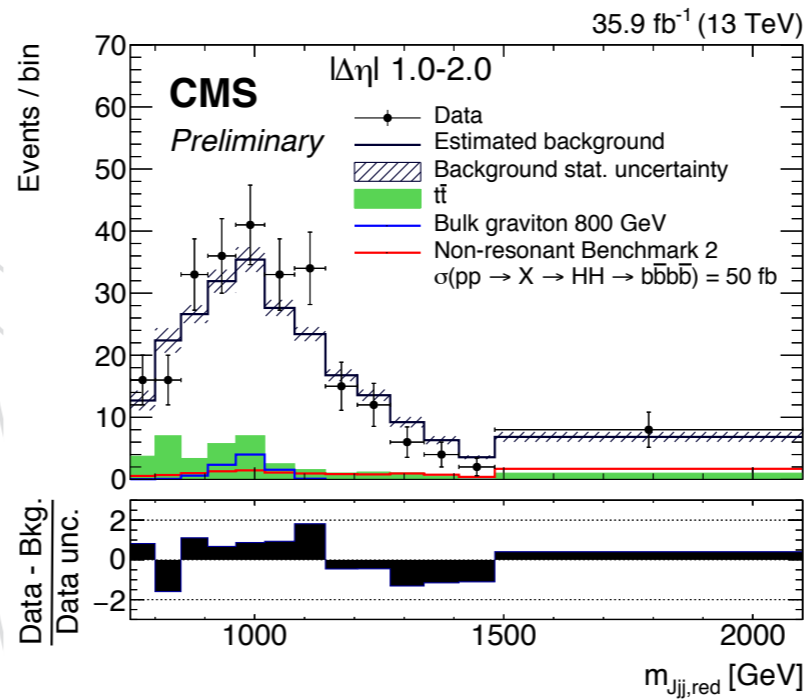 35.9 fb⁻¹ (13 TeV)
Events / bin
70
60
50
40
30
20
10
0
|Δη| 1.0-2.0
CMS
Preliminary
Data
Estimated background
Background stat. uncertainty
tt̄
Bulk graviton 800 GeV
Non-resonant Benchmark 2
σ(pp → X → HH → bb̄bb̄) = 50 fb
Data - Bkg.
Data unc.
2
0
−2
1000 1500 2000
m_{Jjj,red} [GeV]